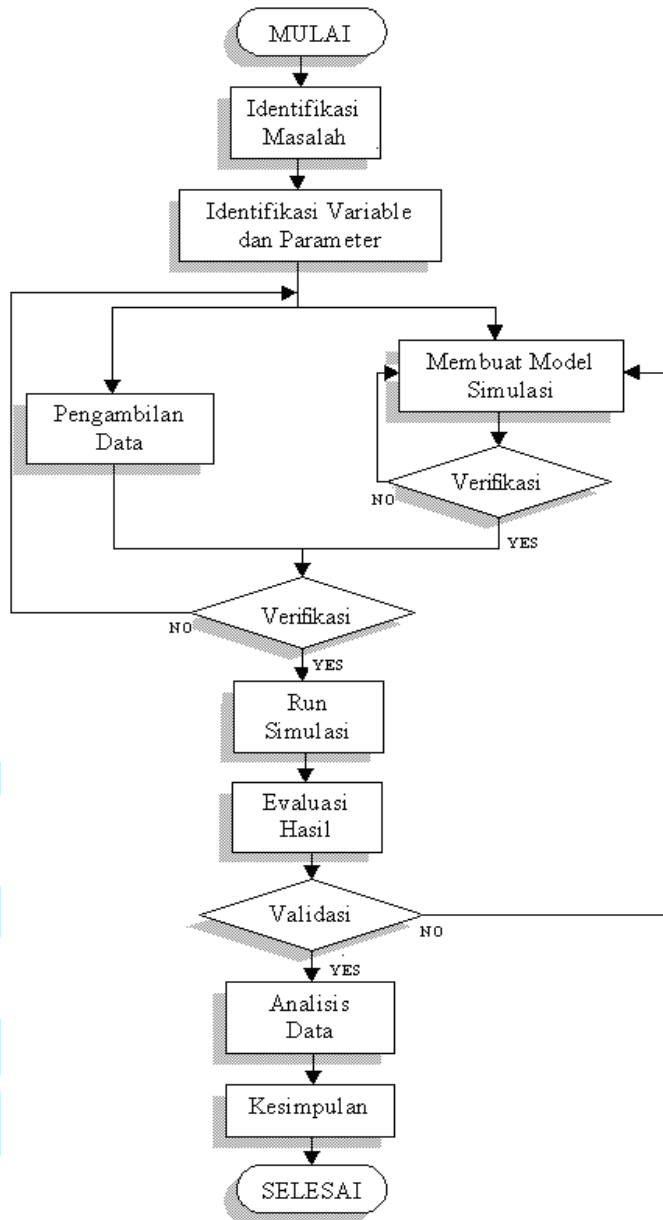 MULAI
Identifikasi
Masalah
Identifikasi Variable
dan Parameter
Membuat Model
Simulasi
Pengambilan
Data
Verifikasi
NO
YES
Verifikasi
NO
YES
Run
Simulasi
Evaluasi
Hasil
Validasi
NO
YES
Analisis
Data
Kesimpulan
SELESAI